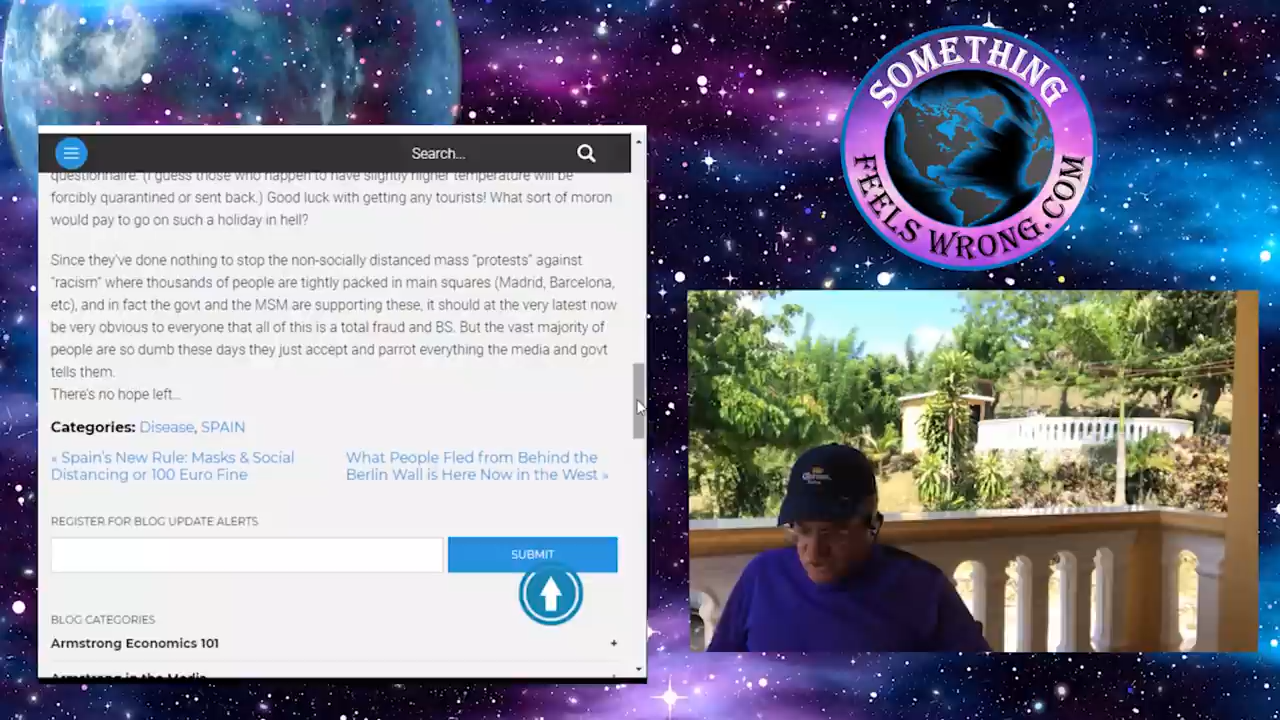 SOMETHING
FEELS WRONG.COM
Search...
questionnaire. (I guess those who happen to have slightly higher temperature will be
forcibly quarantined or sent back.) Good luck with getting any tourists! What sort of moron
would pay to go on such a holiday in hell?
Since they've done nothing to stop the non-socially distanced mass “protests” against
“racism” where thousands of people are tightly packed in main squares (Madrid, Barcelona,
etc), and in fact the govt and the MSM are supporting these, it should at the very latest now
be very obvious to everyone that all of this is a total fraud and BS. But the vast majority of
people are so dumb these days they just accept and parrot everything the media and govt
tells them.
There's no hope left...
Categories: Disease, SPAIN
« Spain's New Rule: Masks & Social
Distancing or 100 Euro Fine
What People Fled from Behind the
Berlin Wall is Here Now in the West »
REGISTER FOR BLOG UPDATE ALERTS
SUBMIT
BLOG CATEGORIES
Armstrong Economics 101 +
Armstrong in the Media
Corona